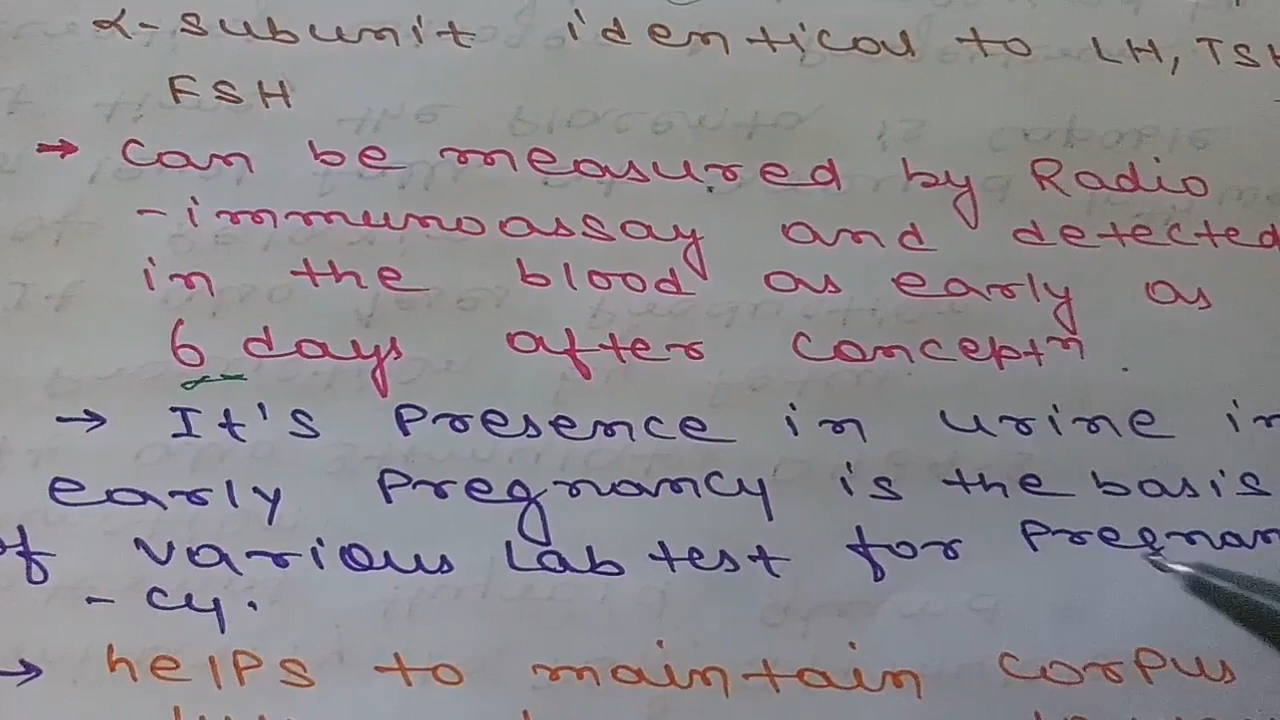 α-subunit identical to LH, TSH
FSH
→ can be measured by Radio
-immunoassay and detected
in the blood as early as
6 days after conceptn.
→ It's presence in urine in
early pregnancy is the basis
of various Lab test for Pregnan
-cy.
→ helps to maintain corpus